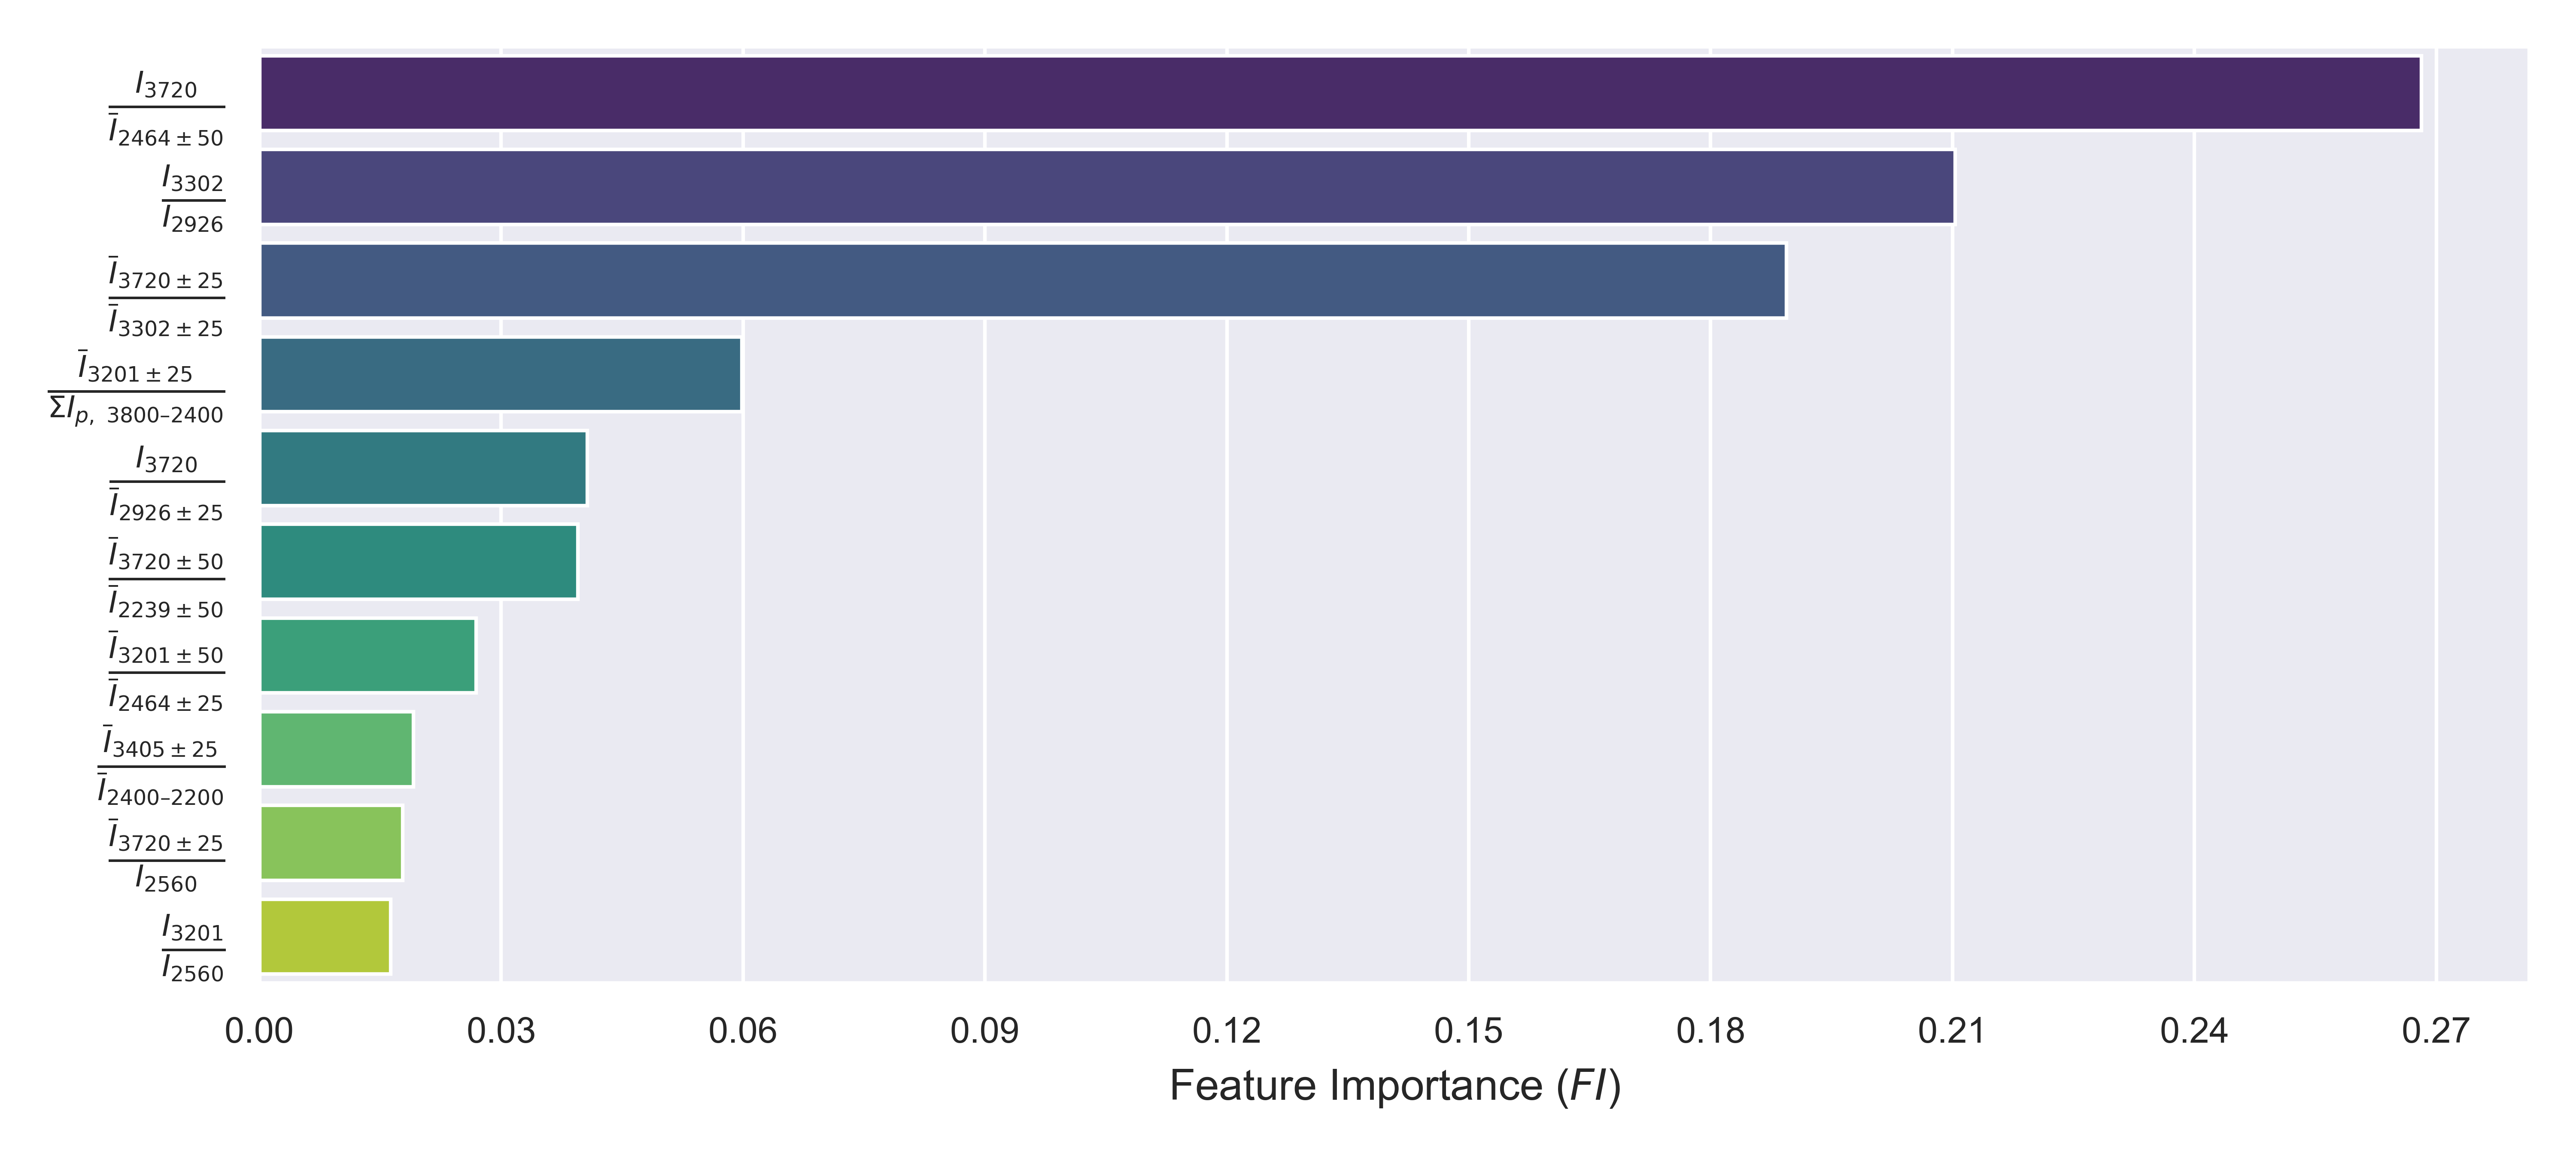 I3720
Ī2464 ± 50
I3302
I2926
Ī3720 ± 25
Ī3302 ± 25
Ī3201 ± 25
ΣIp, 3800–2400
I3720
Ī2926 ± 25
Ī3720 ± 50
Ī2239 ± 50
Ī3201 ± 50
Ī2464 ± 25
Ī3405 ± 25
Ī2400–2200
Ī3720 ± 25
I2560
I3201
I2560
0.00 0.03 0.06 0.09 0.12 0.15 0.18 0.21 0.24 0.27
Feature Importance (FI)